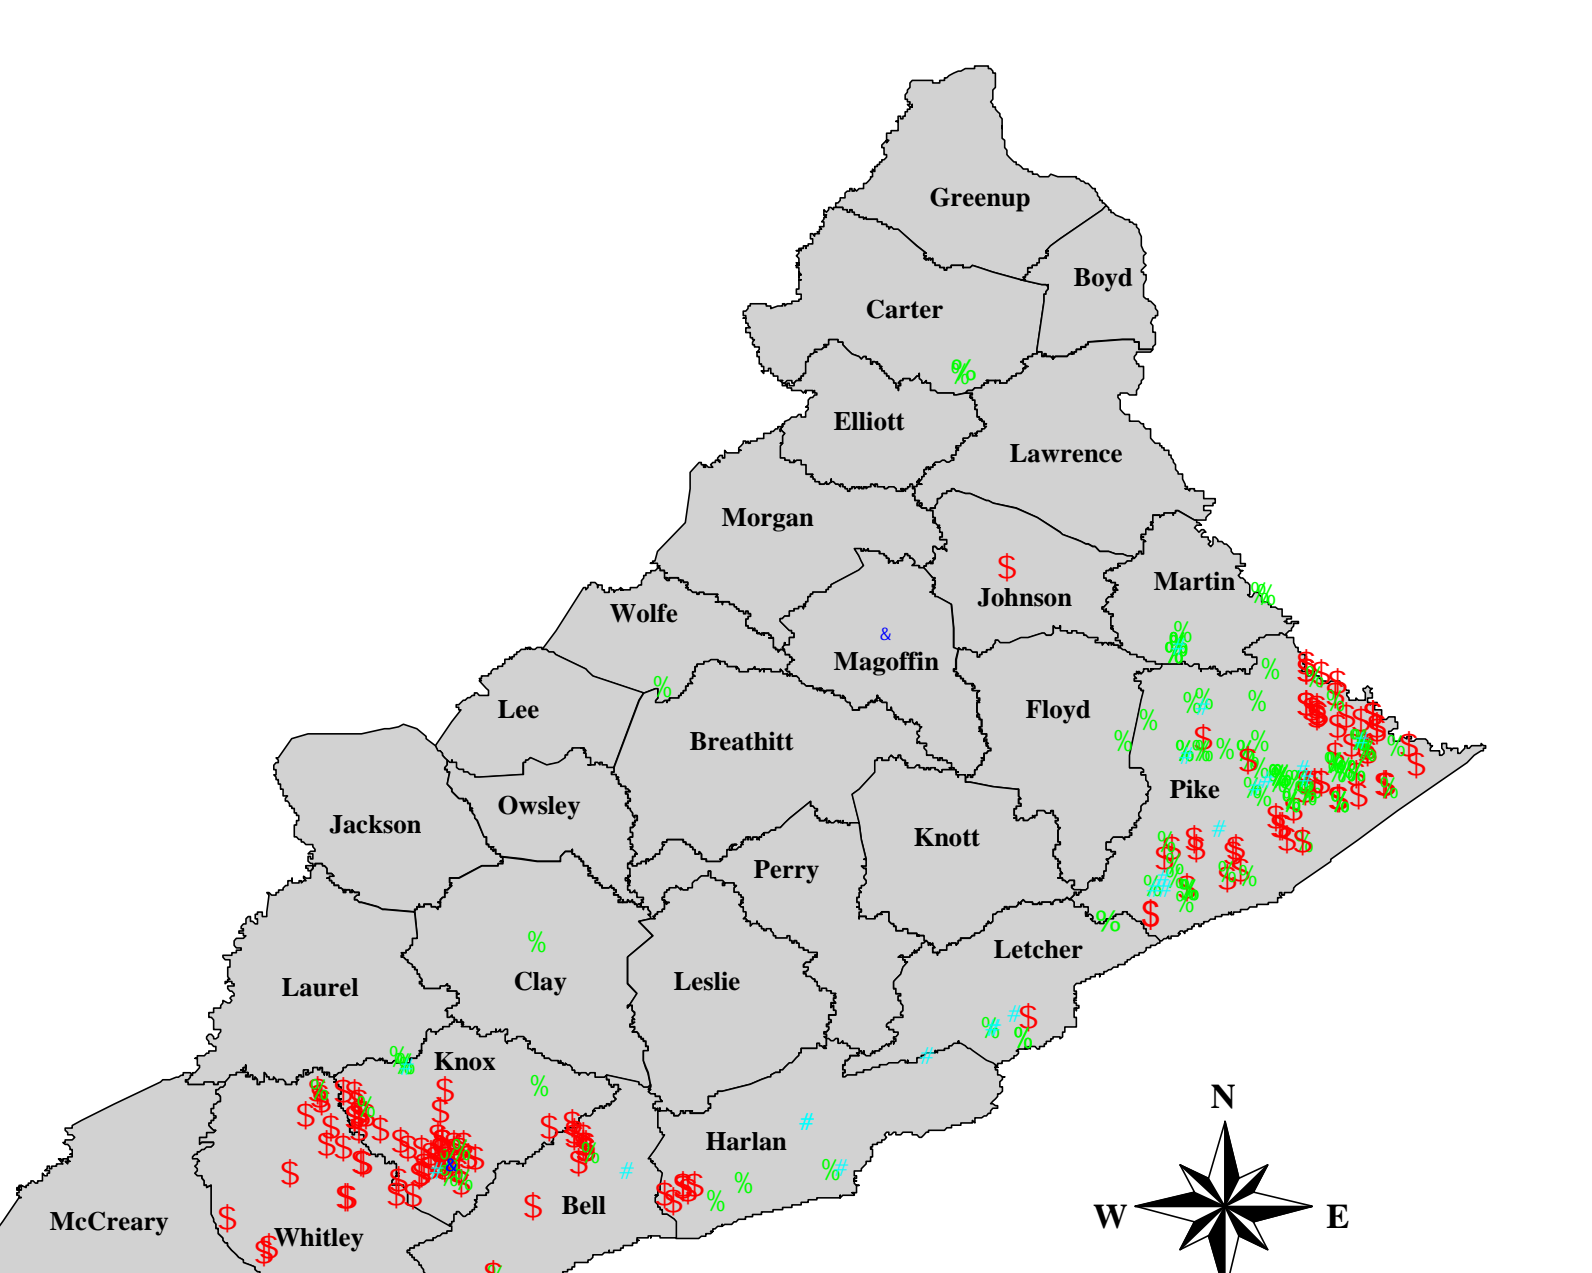 Greenup
Boyd
Carter
Elliott
Lawrence
Morgan
Johnson
Martin
Wolfe
Magoffin
Lee
Floyd
Breathitt
Owsley
Pike
Jackson
Knott
Perry
Letcher
Laurel
Clay
Leslie
Knox
Harlan
Bell
McCreary
Whitley
N
W
E